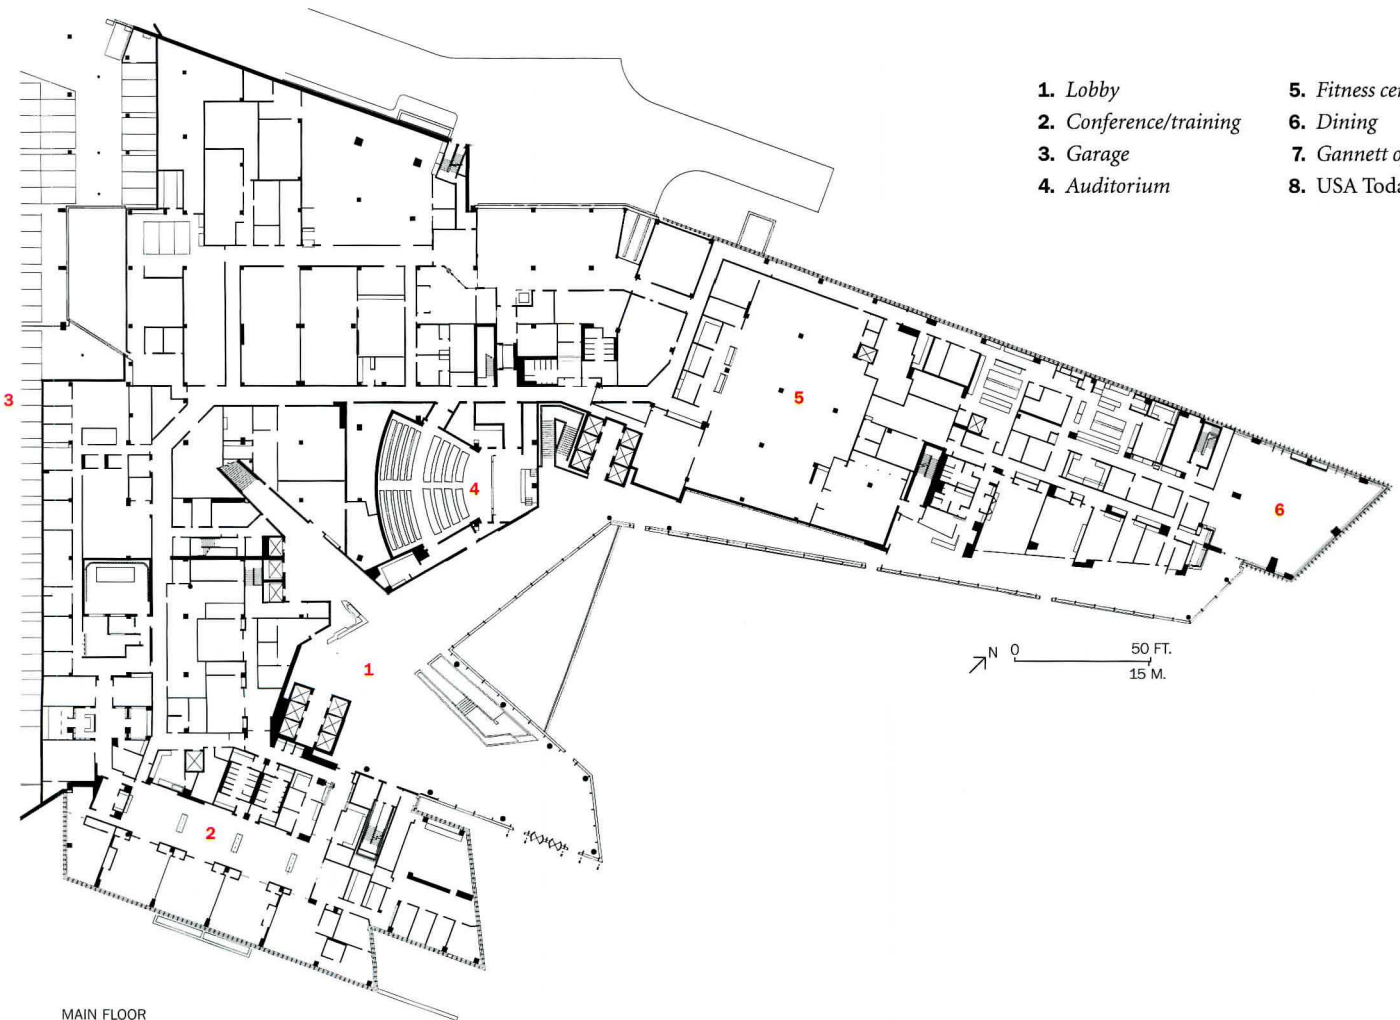 1. Lobby
2. Conference/training
3. Garage
4. Auditorium
5. Fitness
6. Dining
7. Gannett
8. USA
3
5
4
6
1
2
N 0 50 FT.
15 M.
MAIN FLOOR